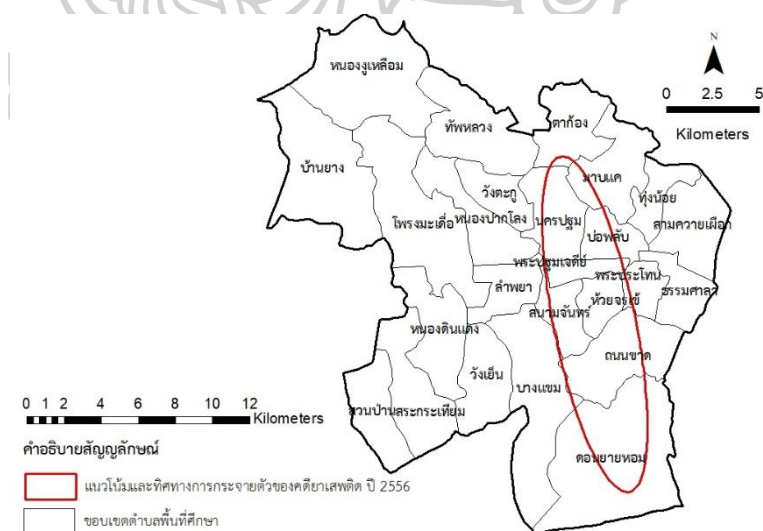 หนองงูเหลือม
N
0 2.5 5
Kilometers
ทัพหลวง
ตาก้อง
บ้านยาง
มาบแค
วังตะกู
ทุ่งน้อย
โพรงมะเดื่อ
หนองปากโลง
นครปฐม
สามควายเผือก
บ่อพลับ
พระปฐมเจดีย์
พระประโทน
ลำพยา
ธรรมศาลา
สนามจันทร์
ห้วยจรเข้
หนองดินแดง
ถนนขาด
วังเย็น
บางแขม
0 1 2 4 6 8 10 12
Kilometers
สวนป่าน
สระกระเทียม
คำอธิบายสัญญลักษณ์
ดอนยายหอม
แนวโน้มและทิศทางการกระจายตัวของคดียาเสพติด ปี 2556
ขอบเขตตำบลพื้นที่ศึกษา